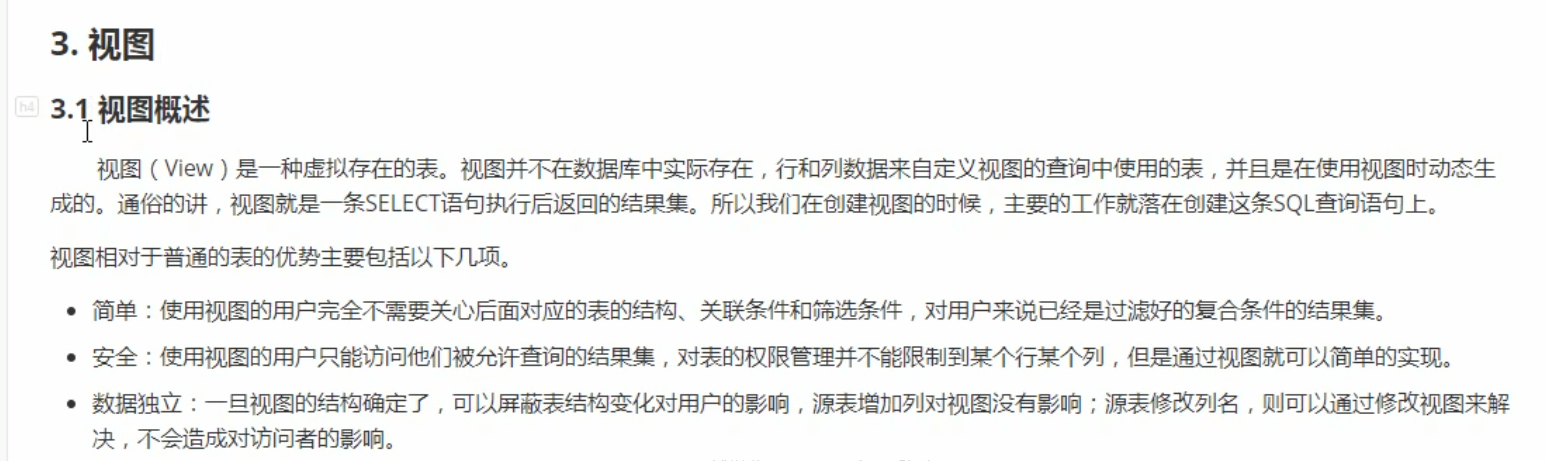 3. 视图
h4
3.1 视图概述
视图（View）是一种虚拟存在的表。视图并不在数据库中实际存在，行和列数据来自定义视图的查询中使用的表，并且是在使用视图时动态生
成的。通俗的讲，视图就是一条SELECT语句执行后返回的结果集。所以我们在创建视图的时候，主要的工作就落在创建这条SQL查询语句上。
视图相对于普通的表的优势主要包括以下几项。
简单：使用视图的用户完全不需要关心后面对应的表的结构、关联条件和筛选条件，对用户来说已经是过滤好的复合条件的结果集。
安全：使用视图的用户只能访问他们被允许查询的结果集，对表的权限管理并不能限制到某个行某个列，但是通过视图就可以简单的实现。
数据独立：一旦视图的结构确定了，可以屏蔽表结构变化对用户的影响，源表增加列对视图没有影响；源表修改列名，则可以通过修改视图来解
决，不会造成对访问者的影响。